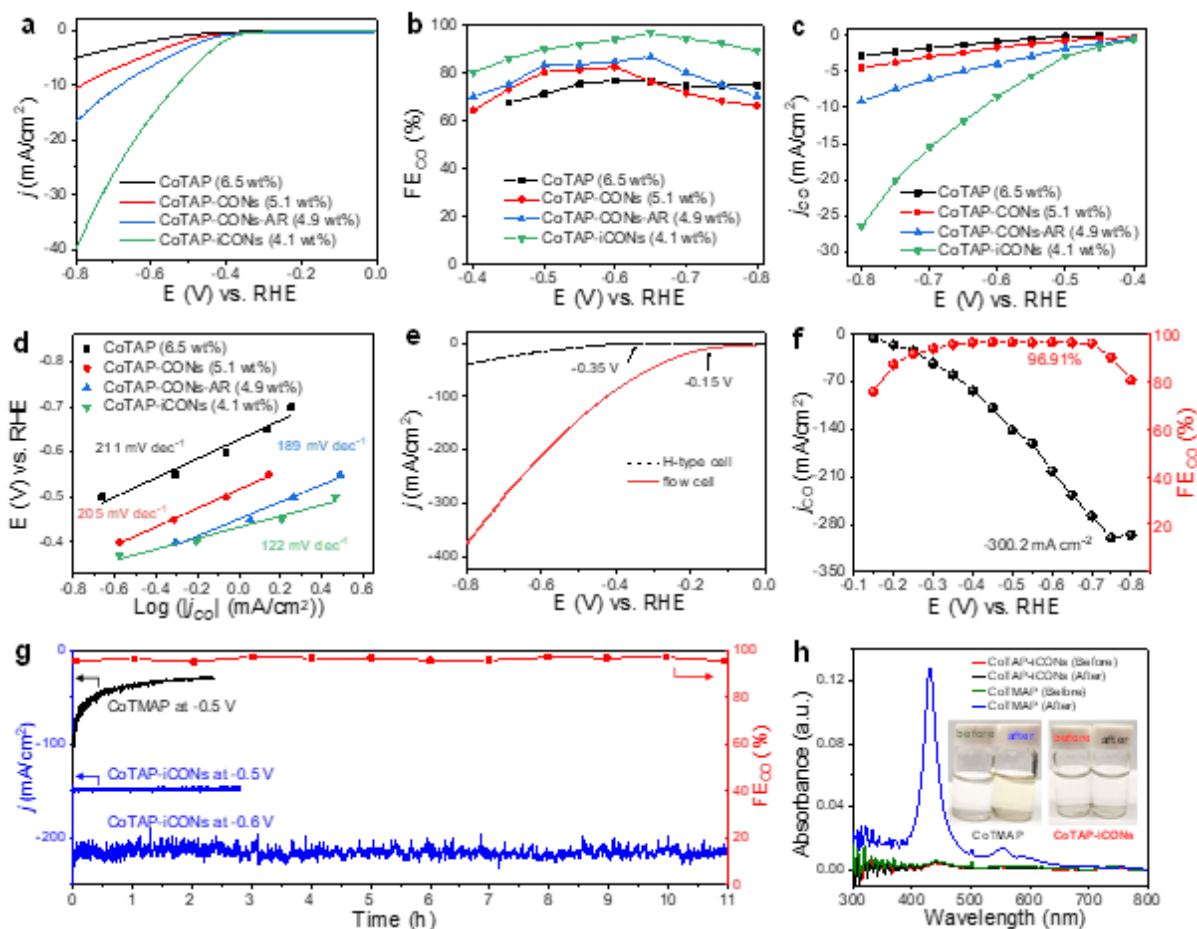 a
j (mA/cm²)
0
-10
-20
-30
-40
CoTAP (6.5 wt%)
CoTAP-CONs (5.1 wt%)
CoTAP-CONs-AR (4.9 wt%)
CoTAP-iCONs (4.1 wt%)
-0.8 -0.6 -0.4 -0.2 0.0
E (V) vs. RHE
b
FE_CO (%)
100
80
60
40
20
0
CoTAP (6.5 wt%)
CoTAP-CONs (5.1 wt%)
CoTAP-CONs-AR (4.9 wt%)
CoTAP-iCONs (4.1 wt%)
-0.4 -0.5 -0.6 -0.7 -0.8
E (V) vs. RHE
c
j_CO (mA/cm²)
0
-5
-10
-15
-20
-25
-30
CoTAP (6.5 wt%)
CoTAP-CONs (5.1 wt%)
CoTAP-CONs-AR (4.9 wt%)
CoTAP-iCONs (4.1 wt%)
-0.8 -0.7 -0.6 -0.5 -0.4
E (V) vs. RHE
d
E (V) vs. RHE
-0.8
-0.7
-0.6
-0.5
-0.4
CoTAP (6.5 wt%)
CoTAP-CONs (5.1 wt%)
CoTAP-CONs-AR (4.9 wt%)
CoTAP-iCONs (4.1 wt%)
211 mV dec⁻¹
189 mV dec⁻¹
205 mV dec⁻¹
122 mV dec⁻¹
-0.8 -0.6 -0.4 -0.2 0.0 0.2 0.4 0.6
Log (|j_CO| (mA/cm²))
e
j (mA/cm²)
0
-100
-200
-300
-400
-0.35 V
-0.15 V
H-type cell
flow cell
-0.8 -0.6 -0.4 -0.2 0.0
E (V) vs. RHE
f
j_CO (mA/cm²)
0
-70
-140
-210
-280
-350
96.91%
-300.2 mA cm⁻²
100
80
60
40
20
FE_CO (%)
-0.1 -0.2 -0.3 -0.4 -0.5 -0.6 -0.7 -0.8
E (V) vs. RHE
g
j (mA/cm²)
0
-100
-200
CoTMAP at -0.5 V
CoTAP-iCONs at -0.5 V
CoTAP-iCONs at -0.6 V
100
80
60
40
20
0
FE_CO (%)
0 1 2 3 4 5 6 7 8 9 10 11
Time (h)
h
Absorbance (a.u.)
0.12
0.08
0.04
0.00
CoTAP-iCONs (Before)
CoTAP-iCONs (After)
CoTMAP (Before)
CoTMAP (After)
before after before after
CoTMAP CoTAP-iCONs
300 400 500 600 700 800
Wavelength (nm)